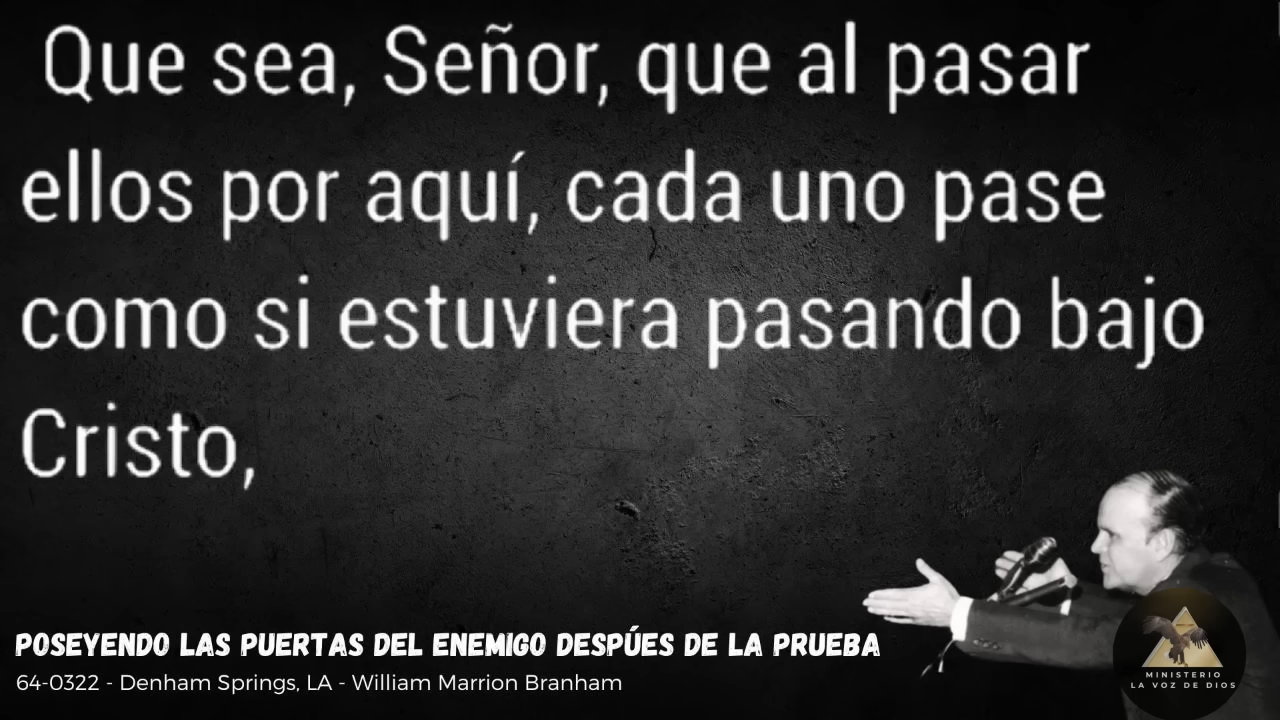 Que sea, Señor, que al pasar
ellos por aquí, cada uno pase
como si estuviera pasando bajo
Cristo,
POSEYENDO LAS PUERTAS DEL ENEMIGO DESPÚES DE LA PRUEBA
64-0322 - Denham Springs, LA - William Marrion Branham
MINISTERIO
LA VOZ DE DIOS